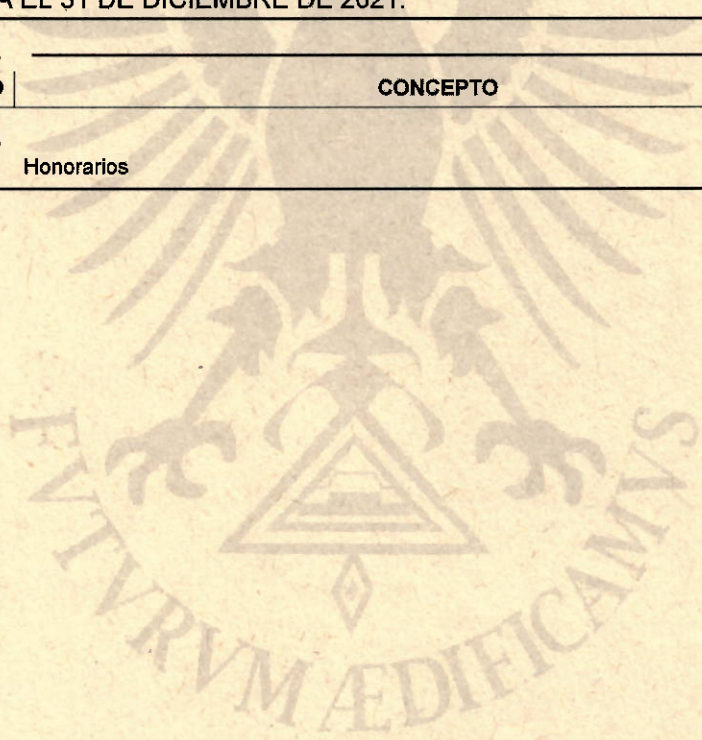 A EL 31 DE DICIEMBRE DE 2021.
CONCEPTO
Honorarios
FVTVRVM ÆDIFICAMVS